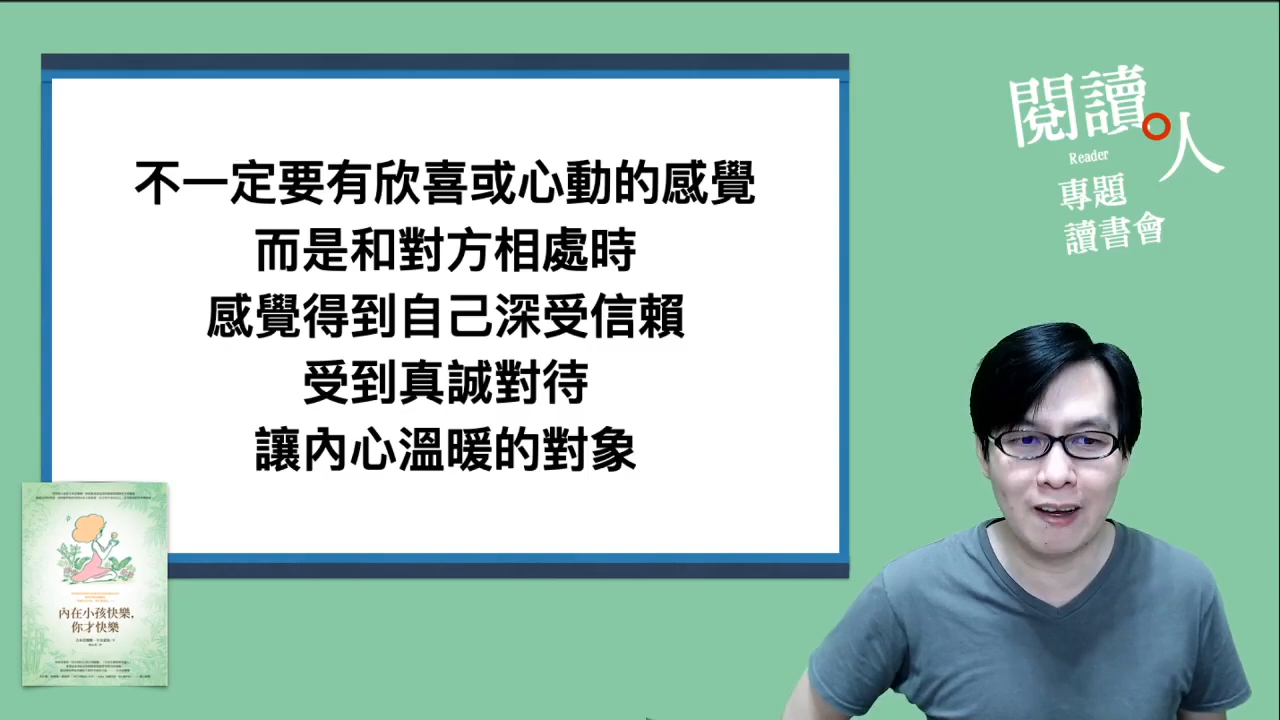 不一定要有欣喜或心動的感覺
而是和對方相處時
感覺得到自己深受信賴
受到真誠對待
讓內心溫暖的對象
閱讀。人
Reader
專題
讀書會
內在小孩快樂,
你才快樂